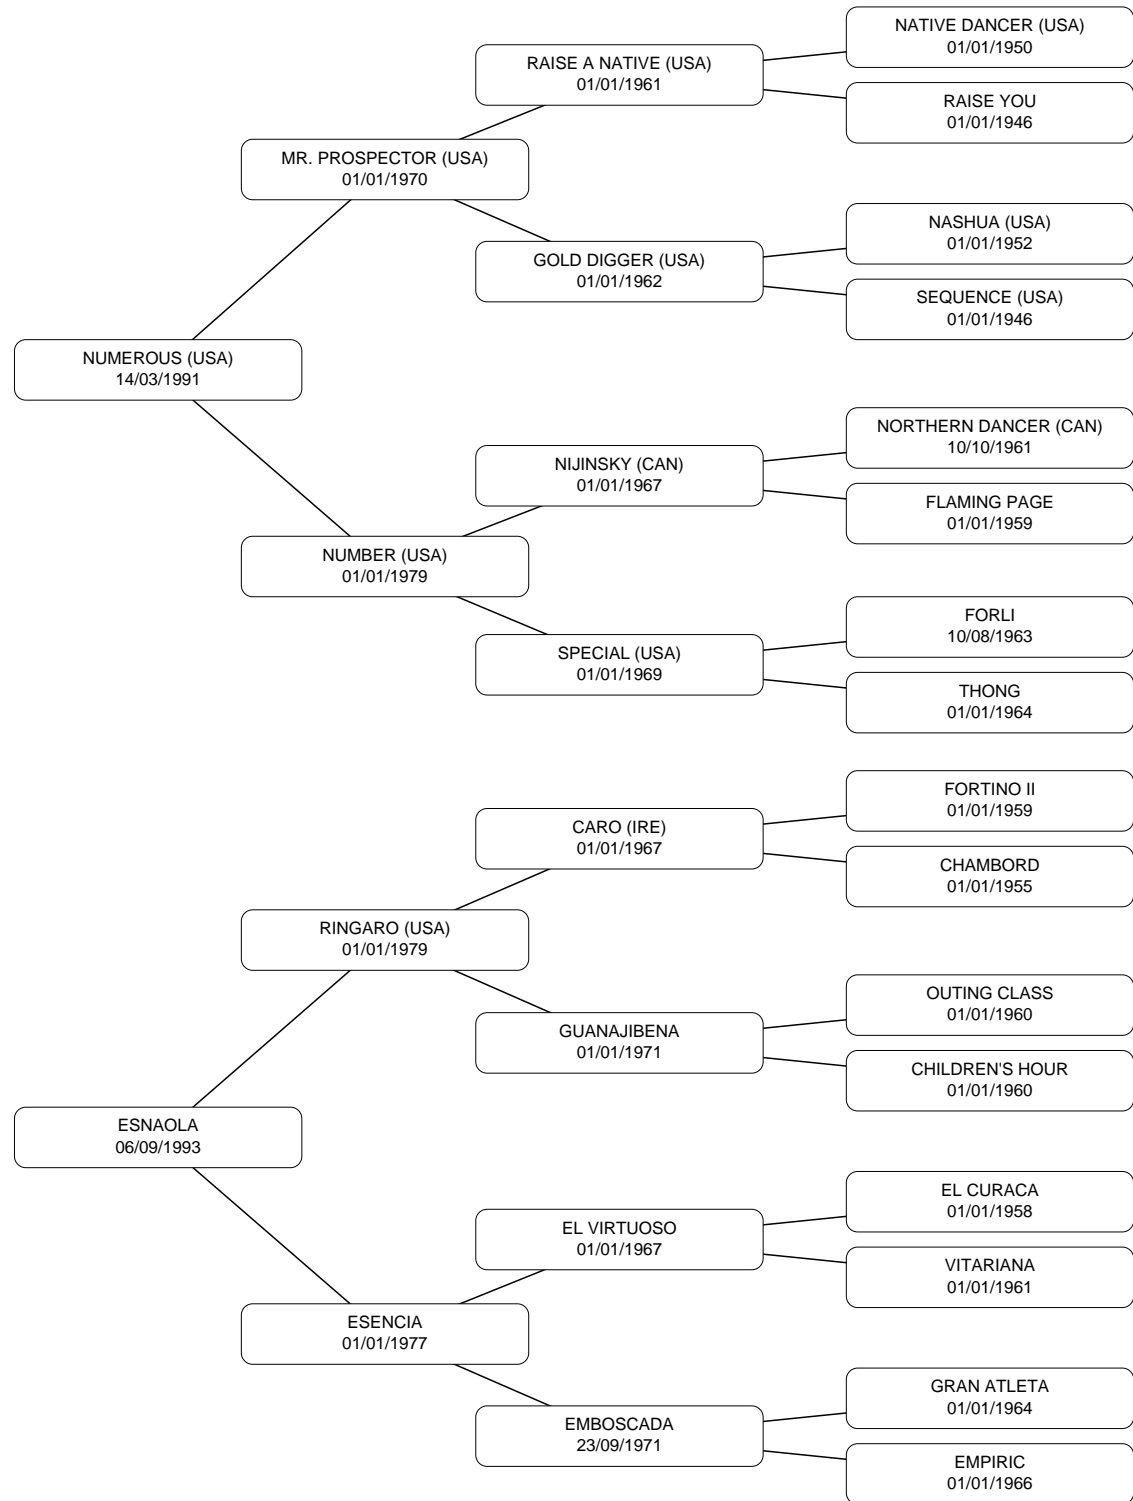 NATIVE DANCER (USA)
01/01/1950
RAISE A NATIVE (USA)
01/01/1961
RAISE YOU
01/01/1946
MR. PROSPECTOR (USA)
01/01/1970
NASHUA (USA)
01/01/1952
GOLD DIGGER (USA)
01/01/1962
SEQUENCE (USA)
01/01/1946
NUMEROUS (USA)
14/03/1991
NORTHERN DANCER (CAN)
10/10/1961
NIJINSKY (CAN)
01/01/1967
FLAMING PAGE
01/01/1959
NUMBER (USA)
01/01/1979
FORLI
10/08/1963
SPECIAL (USA)
01/01/1969
THONG
01/01/1964
FORTINO II
01/01/1959
CARO (IRE)
01/01/1967
CHAMBORD
01/01/1955
RINGARO (USA)
01/01/1979
OUTING CLASS
01/01/1960
GUANAJIBENA
01/01/1971
CHILDREN'S HOUR
01/01/1960
ESNAOLA
06/09/1993
EL CURACA
01/01/1958
EL VIRTUOSO
01/01/1967
VITARIANA
01/01/1961
ESENCIA
01/01/1977
GRAN ATLETA
01/01/1964
EMBOSCADA
23/09/1971
EMPIRIC
01/01/1966